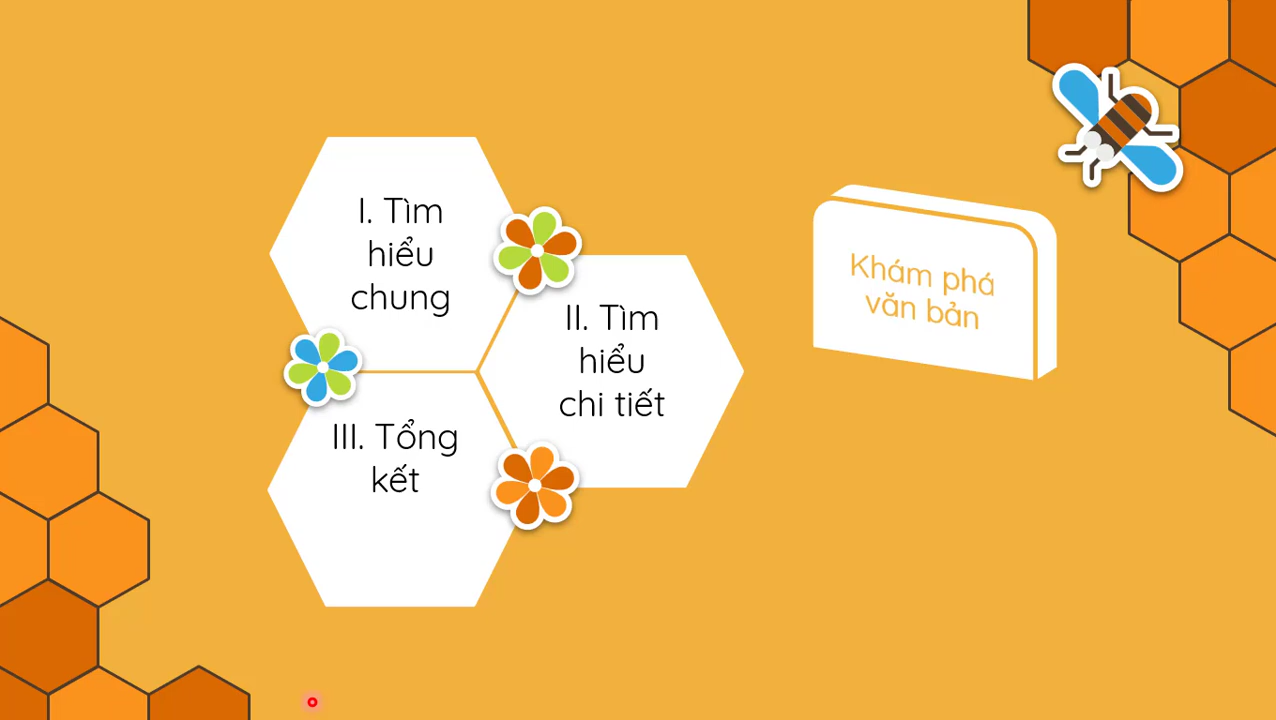 I. Tìm
hiểu
chung
II. Tìm
hiểu
chi tiết
III. Tổng
kết
Khám phá
văn bản